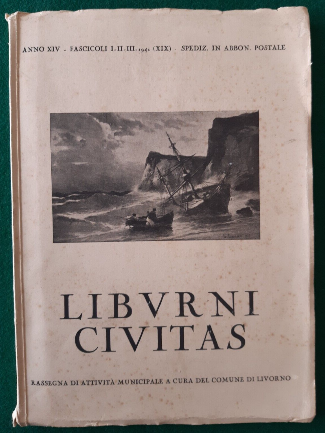 ANNO XIV - FASCICOLI I-II-III-1941 (XIX) - SPEDIZ. IN ABBON. POSTALE
LIBVRNI
CIVITAS
RASSEGNA DI ATTIVITÀ MUNICIPALE A CURA DEL COMUNE DI LIVORNO